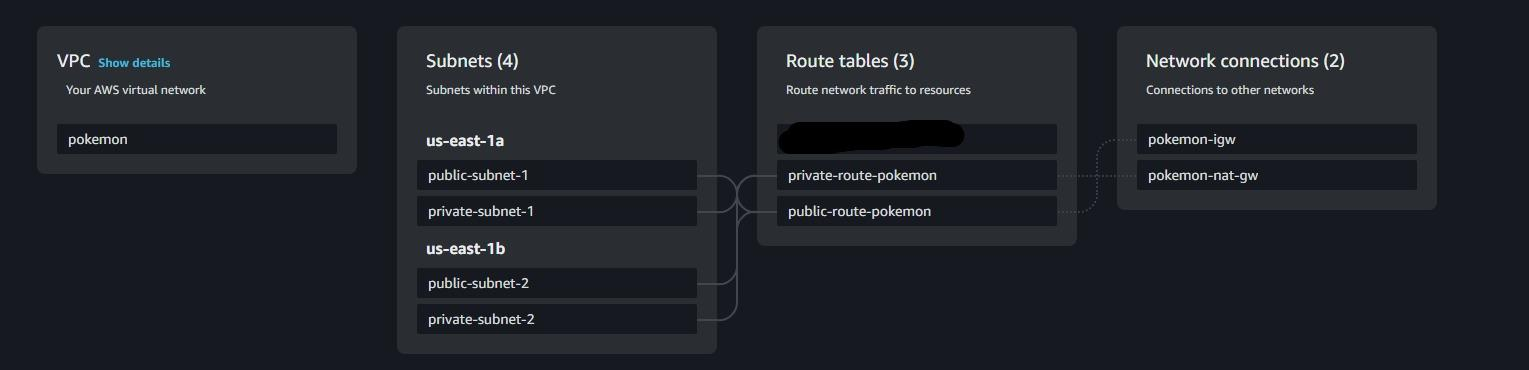 VPC Show details
Your AWS virtual network
pokemon
Subnets (4)
Subnets within this VPC
us-east-1a
public-subnet-1
private-subnet-1
us-east-1b
public-subnet-2
private-subnet-2
Route tables (3)
Route network traffic to resources
private-route-pokemon
public-route-pokemon
Network connections (2)
Connections to other networks
pokemon-igw
pokemon-nat-gw